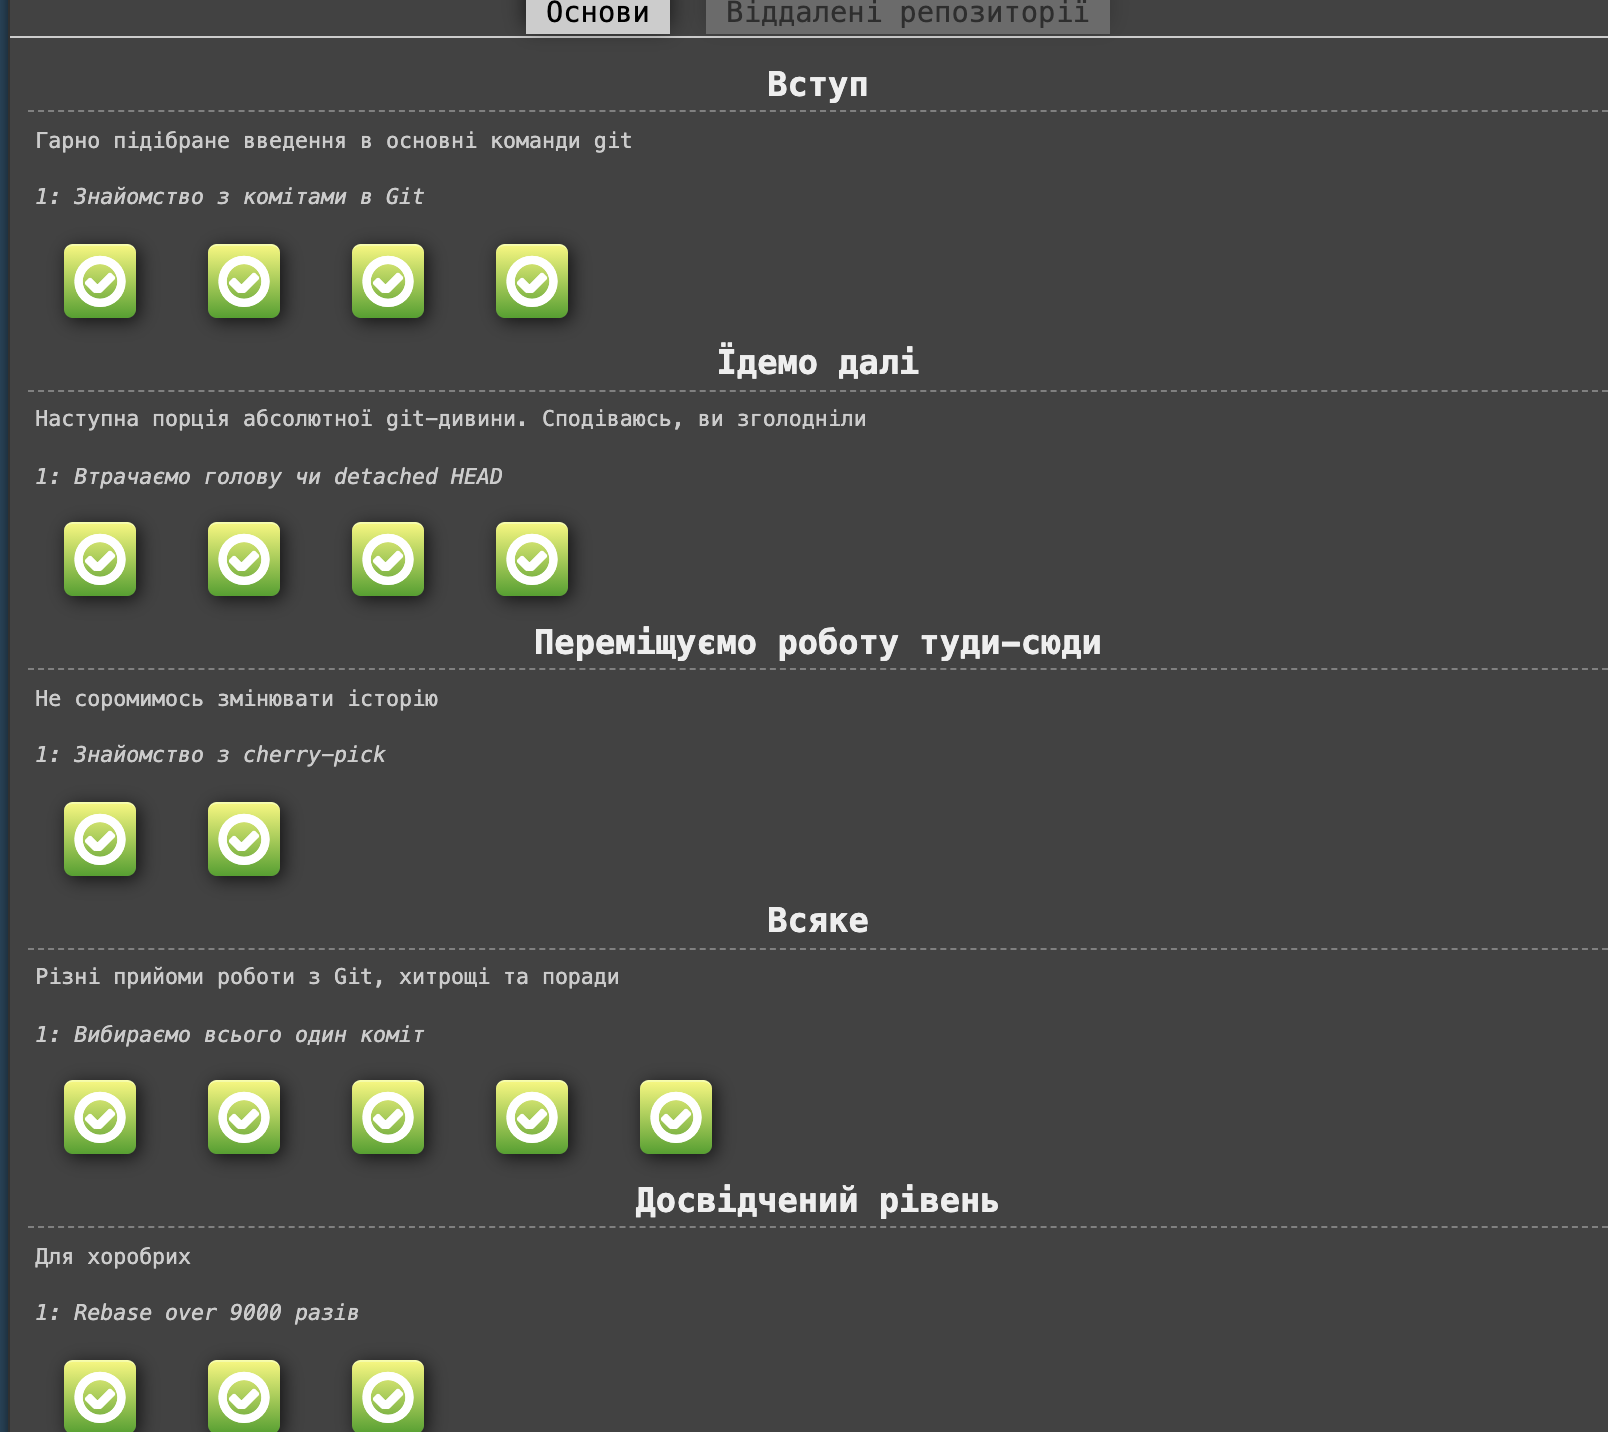 Основи Віддалені репозиторії
Вступ
Гарно підібране введення в основні команди git
1: Знайомство з комітами в Git
Їдемо далі
Наступна порція абсолютної git-дивини. Сподіваюсь, ви зголодніли
1: Втрачаємо голову чи detached HEAD
Переміщуємо роботу туди-сюди
Не соромимось змінювати історію
1: Знайомство з cherry-pick
Всяке
Різні прийоми роботи з Git, хитрощі та поради
1: Вибираємо всього один коміт
Досвідчений рівень
Для хоробрих
1: Rebase over 9000 разів